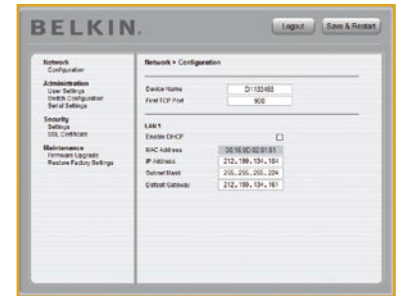 BELKIN.
Logout
Save & Restart
Network
Configuration
Administration
User Settings
Switch Configuration
Serial Settings
Security
Settings
SSL Certificate
Maintenance
Firmware Upgrade
Restore Factory Settings
Network > Configuration
Device Name
First TCP Port 900
LAN 1
Enable DHCP
MAC Address
IP Address 212. 199. 134. 184
Subnet Mask 255. 255. 255. 224
Default Gateway 212. 199. 134. 161